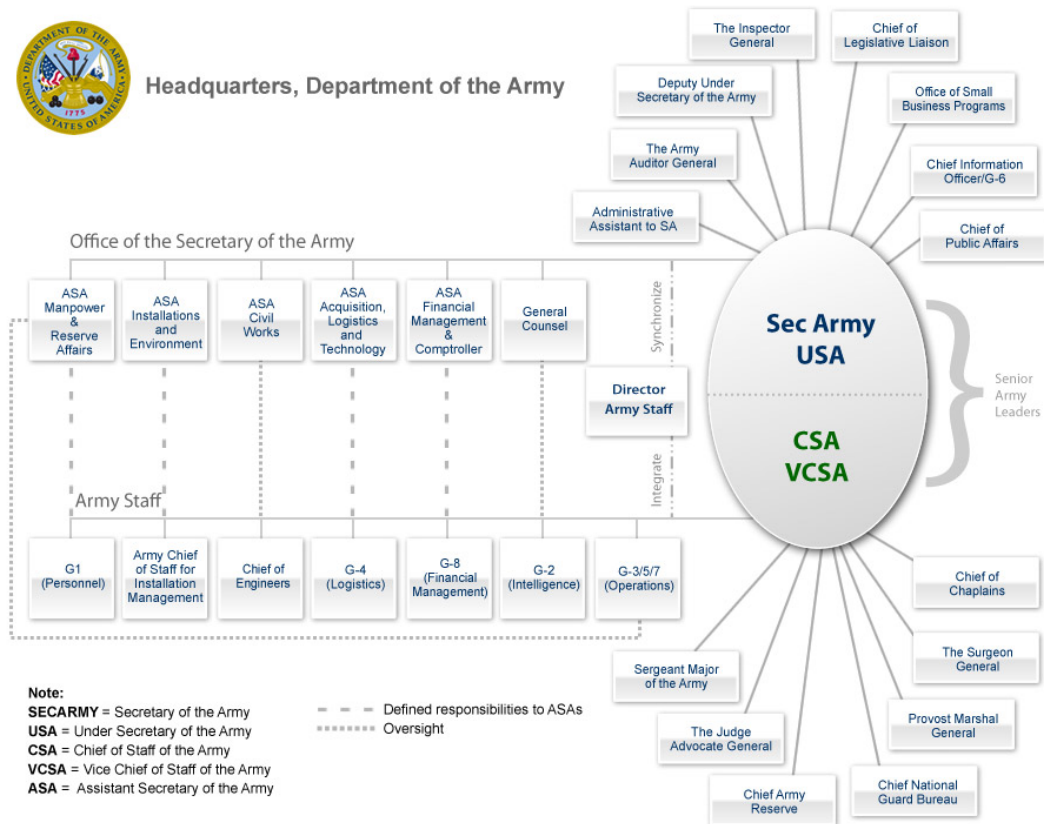 DEPARTMENT OF THE ARMY
UNITED STATES OF AMERICA
1775
Headquarters, Department of the Army
The Inspector
General
Chief of
Legislative Liaison
Deputy Under
Secretary of the Army
Office of Small
Business Programs
The Army
Auditor General
Chief Information
Officer/G-6
Administrative
Assistant to SA
Chief of
Public Affairs
Office of the Secretary of the Army
ASA
Manpower
&
Reserve
Affairs
ASA
Installations
and
Environment
ASA
Civil
Works
ASA
Acquisition,
Logistics
and
Technology
ASA
Financial
Management
&
Comptroller
General
Counsel
Synchronize
Director
Army Staff
Integrate
Sec Army
USA
CSA
VCSA
Senior
Army
Leaders
Army Staff
G1
(Personnel)
Army Chief
of Staff for
Installation
Management
Chief of
Engineers
G-4
(Logistics)
G-8
(Financial
Management)
G-2
(Intelligence)
G-3/5/7
(Operations)
Chief of
Chaplains
Sergeant Major
of the Army
The Surgeon
General
The Judge
Advocate General
Provost Marshal
General
Chief Army
Reserve
Chief National
Guard Bureau
Note:
SECARMY = Secretary of the Army
USA = Under Secretary of the Army
CSA = Chief of Staff of the Army
VCSA = Vice Chief of Staff of the Army
ASA = Assistant Secretary of the Army
Defined responsibilities to ASAs
Oversight